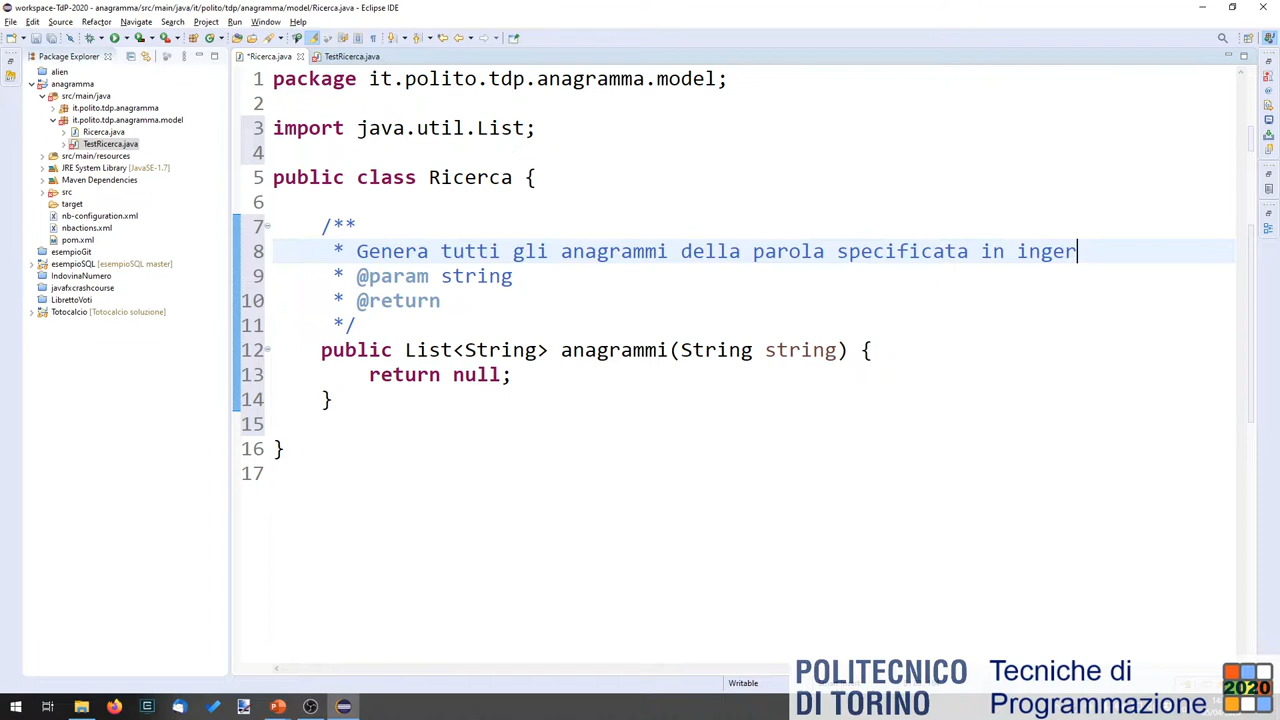 workspace-TdP-2020 - anagramma/src/main/java/it/polito/tdp/anagramma/model/Ricerca.java - Eclipse IDE
File Edit Source Refactor Navigate Search Project Run Window Help
Package Explorer
*Ricerca.java
TestRicerca.java
alien
anagramma
src/main/java
it.polito.tdp.anagramma
it.polito.tdp.anagramma.model
Ricerca.java
TestRicerca.java
src/main/resources
JRE System Library [JavaSE-1.7]
Maven Dependencies
src
target
nb-configuration.xml
nbactions.xml
pom.xml
esempioGit
esempioSQL [esempioSQL master]
IndovinaNumero
javafxcrashcourse
LibrettoVoti
Totocalcio [Totocalcio soluzione]
1 package it.polito.tdp.anagramma.model;
2
3 import java.util.List;
4
5 public class Ricerca {
6
7 /**
8 * Genera tutti gli anagrammi della parola specificata in inger
9 * @param string
10 * @return
11 */
12 public List<String> anagrammi(String string) {
13 return null;
14 }
15
16 }
17
Writable
POLITECNICO
DI TORINO
Tecniche di
Programmazione
2020